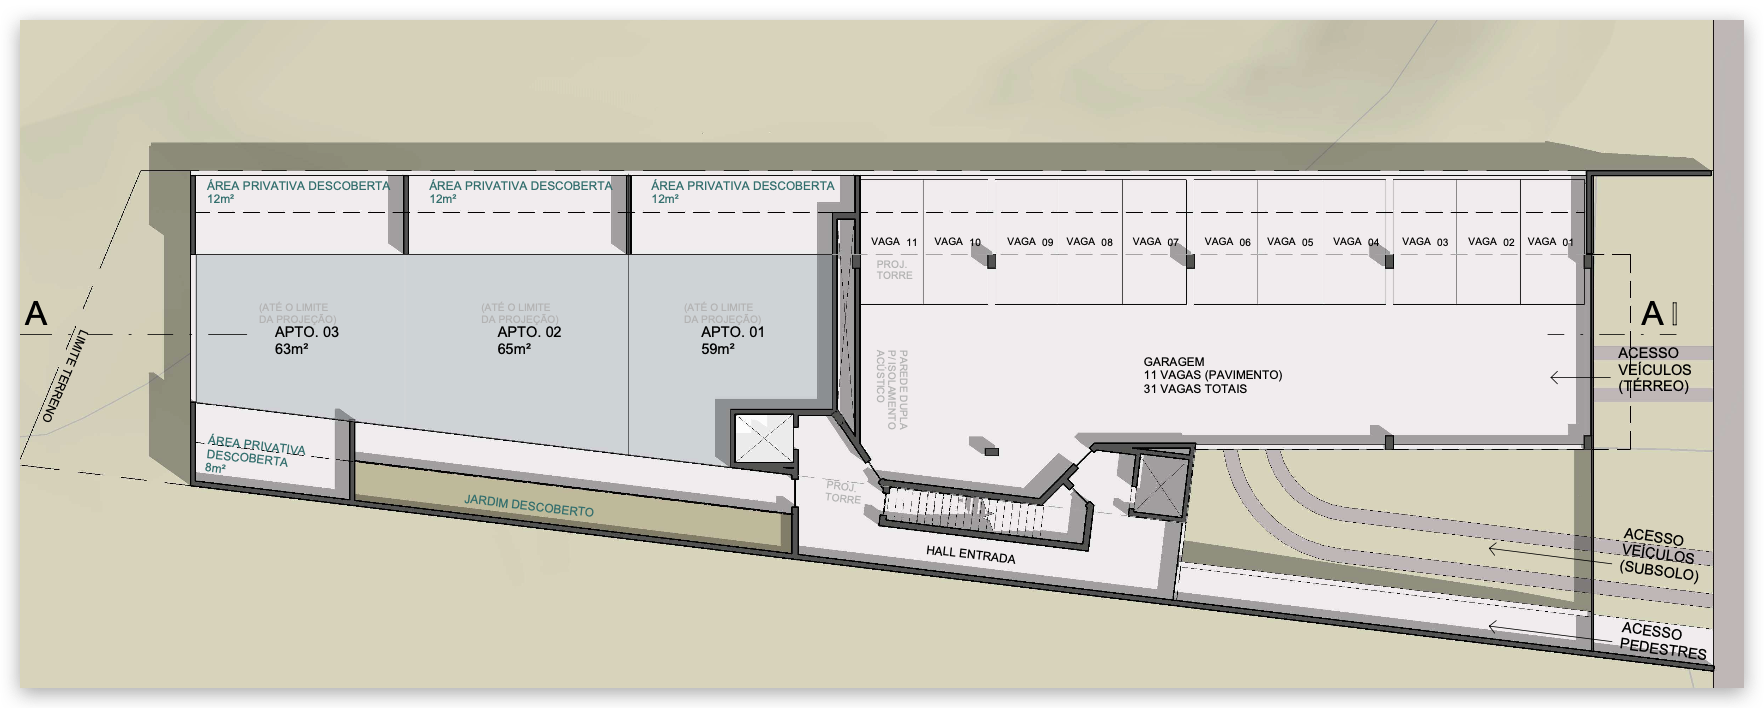 ÁREA PRIVATIVA DESCOBERTA
12m²
ÁREA PRIVATIVA DESCOBERTA
12m²
ÁREA PRIVATIVA DESCOBERTA
12m²
VAGA 11
VAGA 10
VAGA 09
VAGA 08
VAGA 07
VAGA 06
VAGA 05
VAGA 04
VAGA 03
VAGA 02
VAGA 01
PROJ.
TORRE
A
A
(ATÉ O LIMITE
DA PROJEÇÃO)
APTO. 03
63m²
(ATÉ O LIMITE
DA PROJEÇÃO)
APTO. 02
65m²
(ATÉ O LIMITE
DA PROJEÇÃO)
APTO. 01
59m²
LIMITE TERRENO
PAREDE DUPLA
P/ ISOLAMENTO
ACÚSTICO
GARAGEM
11 VAGAS (PAVIMENTO)
31 VAGAS TOTAIS
ACESSO
VEÍCULOS
(TÉRREO)
ÁREA PRIVATIVA
DESCOBERTA
8m²
JARDIM DESCOBERTO
PROJ.
TORRE
HALL ENTRADA
ACESSO
VEÍCULOS
(SUBSOLO)
ACESSO
PEDESTRES